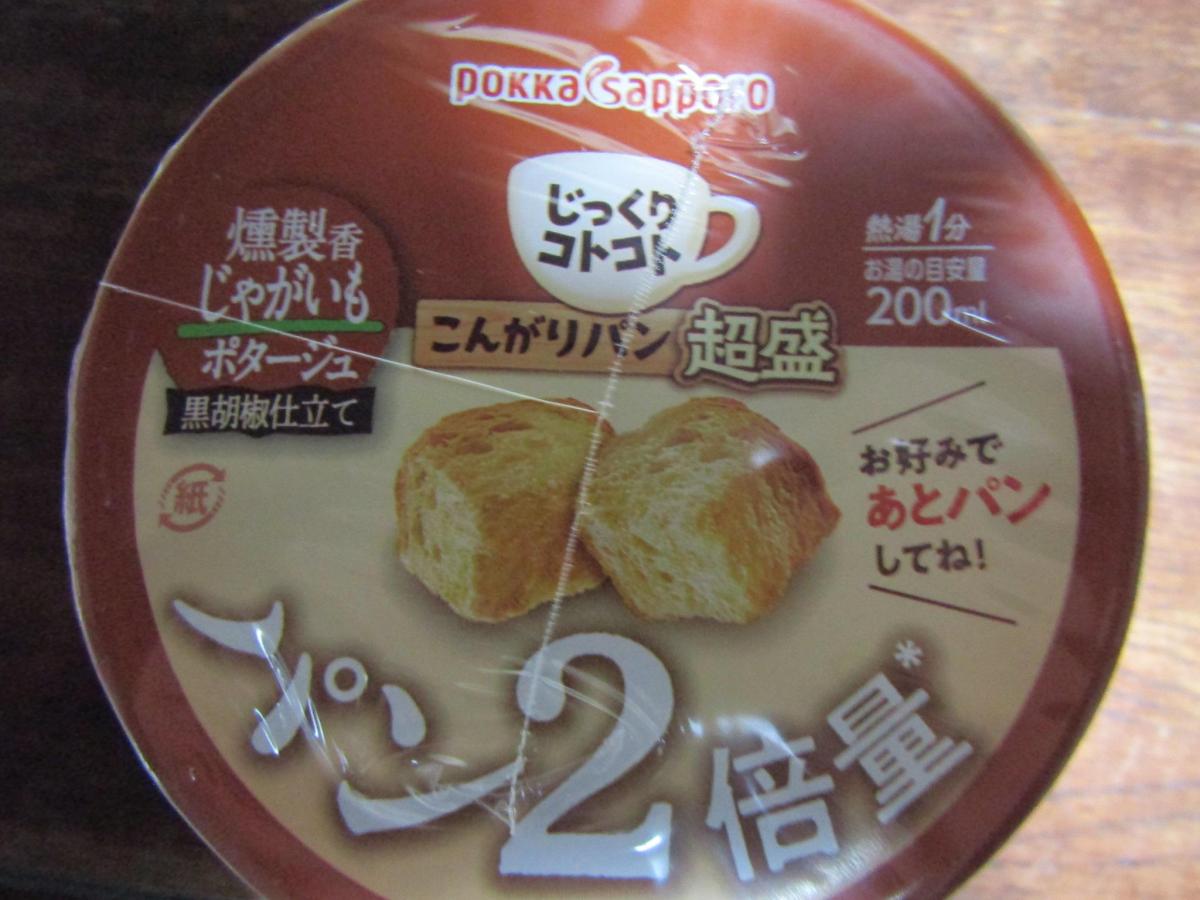 pokka sapporo
じっくり
コトコト
こんがりパン 超盛
燻製香
じゃがいも
ポタージュ
黒胡椒仕立て
熱湯1分
お湯の目安量
200ml
紙
お好みで
あとパン
してね!
パン2倍量*